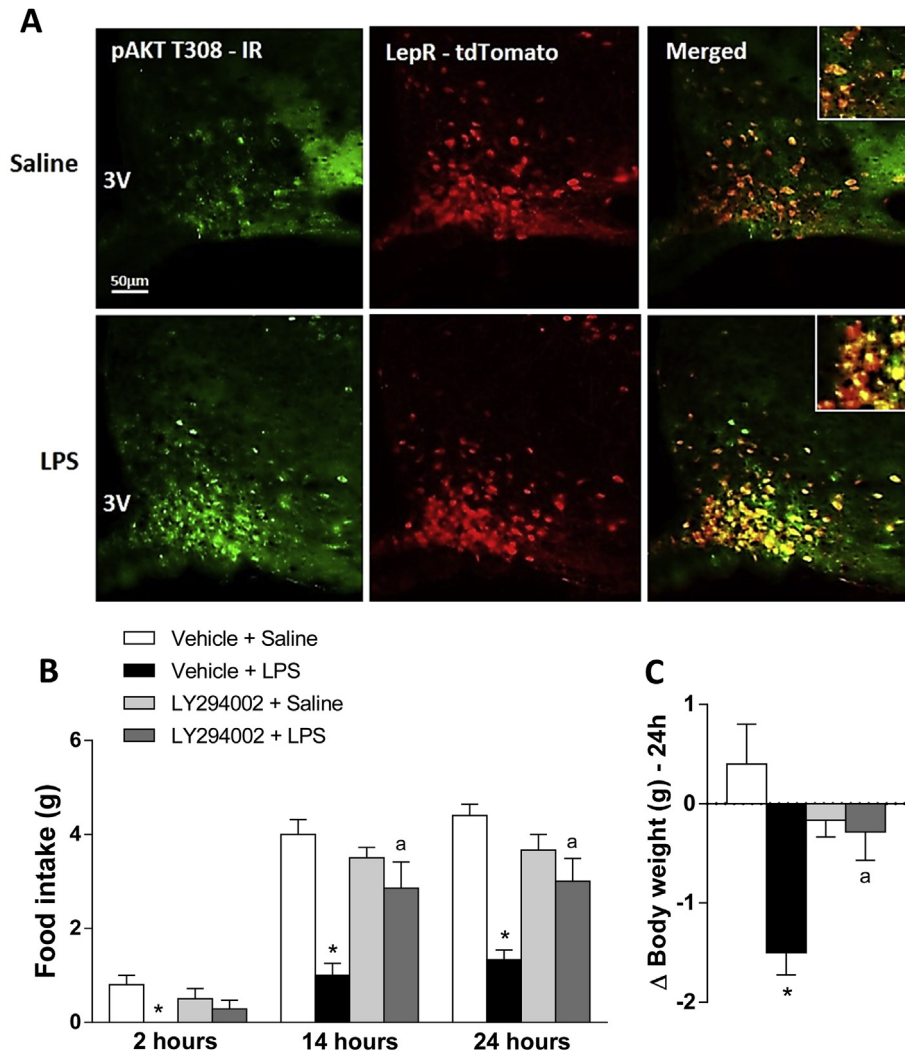 A
pAKT T308 - IR
LepR - tdTomato
Merged
Saline
3V
50µm
LPS
3V
Vehicle + Saline
Vehicle + LPS
LY294002 + Saline
LY294002 + LPS
B
Food intake (g)
6
4
2
0
*
*
a
*
a
2 hours
14 hours
24 hours
C
Δ Body weight (g) - 24h
1
0
-1
-2
*
a